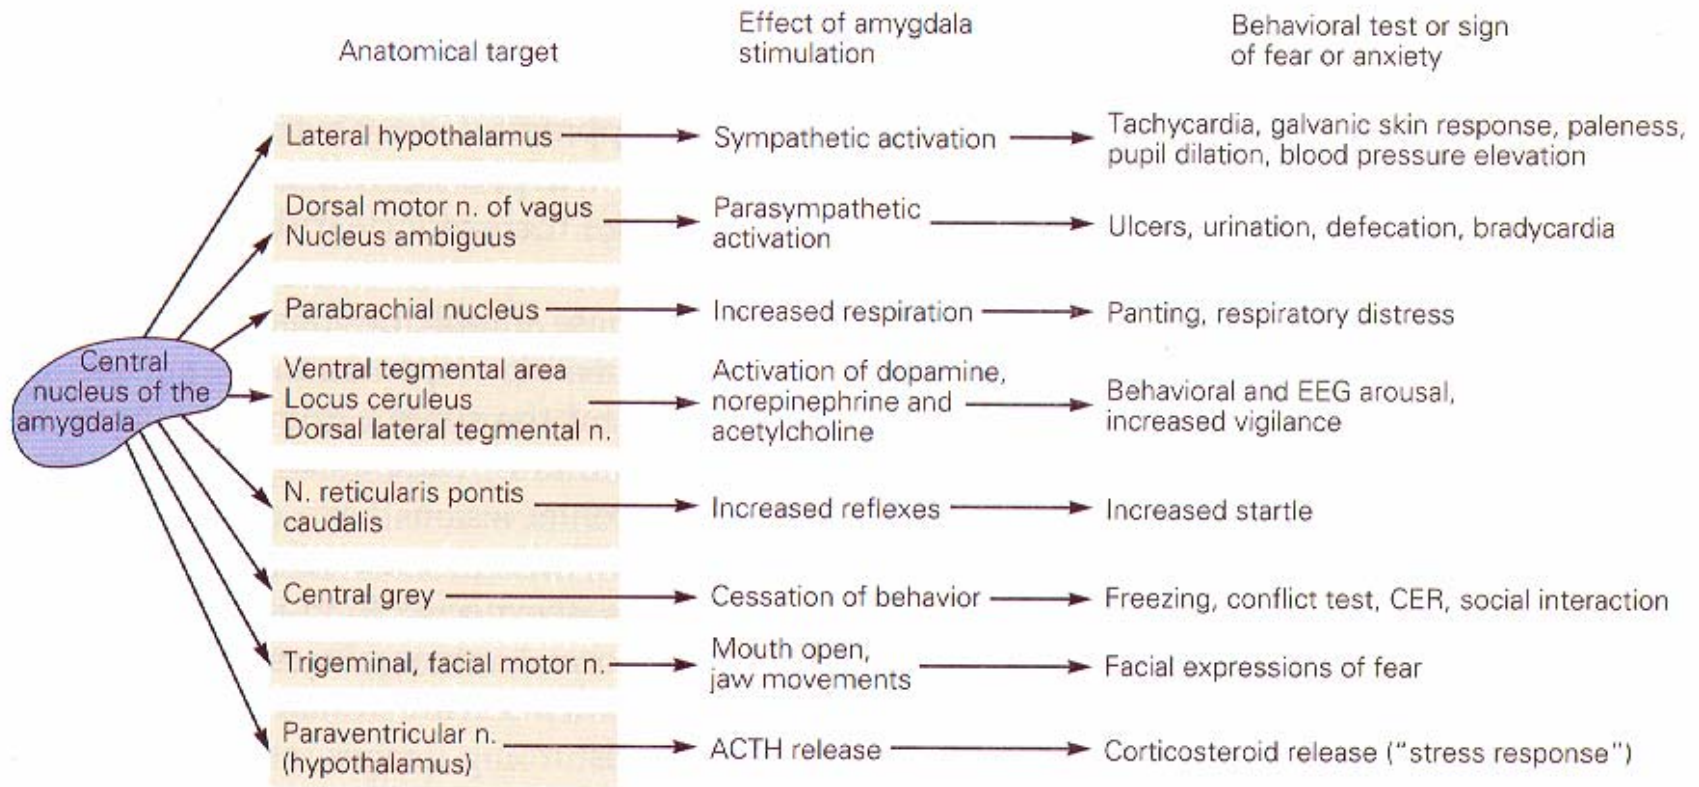 Anatomical target
Effect of amygdala
stimulation
Behavioral test or sign
of fear or anxiety
Central
nucleus of the
amygdala
Lateral hypothalamus
Sympathetic activation
Tachycardia, galvanic skin response, paleness,
pupil dilation, blood pressure elevation
Dorsal motor n. of vagus
Nucleus ambiguus
Parasympathetic
activation
Ulcers, urination, defecation, bradycardia
Parabrachial nucleus
Increased respiration
Panting, respiratory distress
Ventral tegmental area
Locus ceruleus
Dorsal lateral tegmental n.
Activation of dopamine,
norepinephrine and
acetylcholine
Behavioral and EEG arousal,
increased vigilance
N. reticularis pontis
caudalis
Increased reflexes
Increased startle
Central grey
Cessation of behavior
Freezing, conflict test, CER, social interaction
Trigeminal, facial motor n.
Mouth open,
jaw movements
Facial expressions of fear
Paraventricular n.
(hypothalamus)
ACTH release
Corticosteroid release (“stress response”)